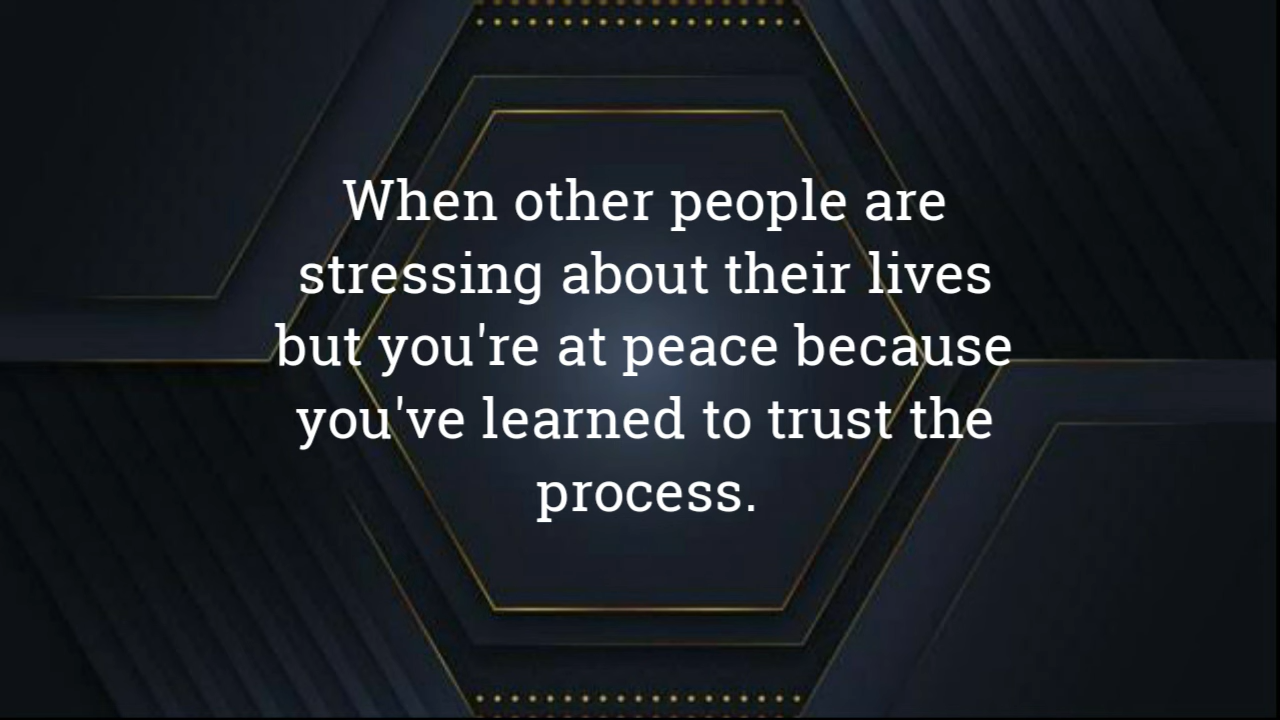 When other people are
stressing about their lives
but you're at peace because
you've learned to trust the
process.